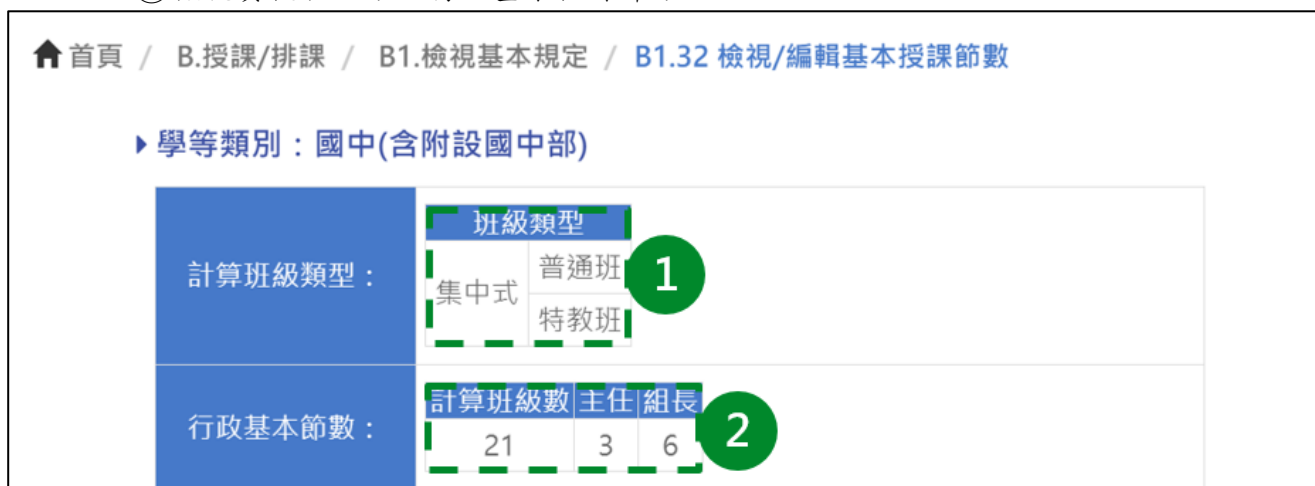 首頁 / B.授課/排課 / B1.檢視基本規定 / B1.32 檢視/編輯基本授課節數
學等類別：國中(含附設國中部)
計算班級類型：
班級類型
集中式
普通班
特教班
1
行政基本節數：
計算班級數 主任 組長
21 3 6
2